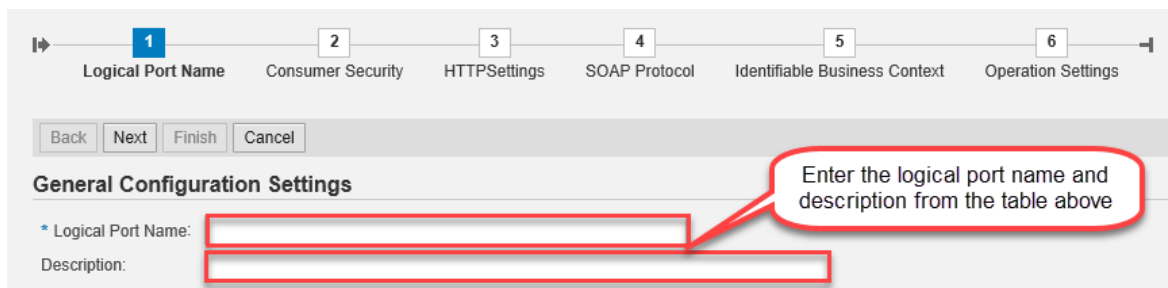 1 2 3 4 5 6
Logical Port Name Consumer Security HTTPSettings SOAP Protocol Identifiable Business Context Operation Settings
Back Next Finish Cancel
General Configuration Settings
Enter the logical port name and
description from the table above
* Logical Port Name:
Description: